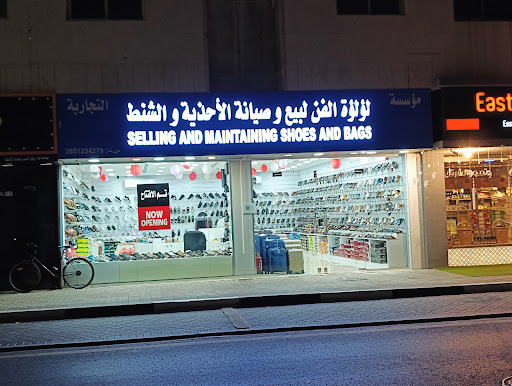 مؤسسة
لؤلؤة الفن لبيع و صيانة الأحذية و الشنط
التجارية
SELLING AND MAINTAINING SHOES AND BAGS
2051254279
تم الافتتاح
NOW
OPENING
East